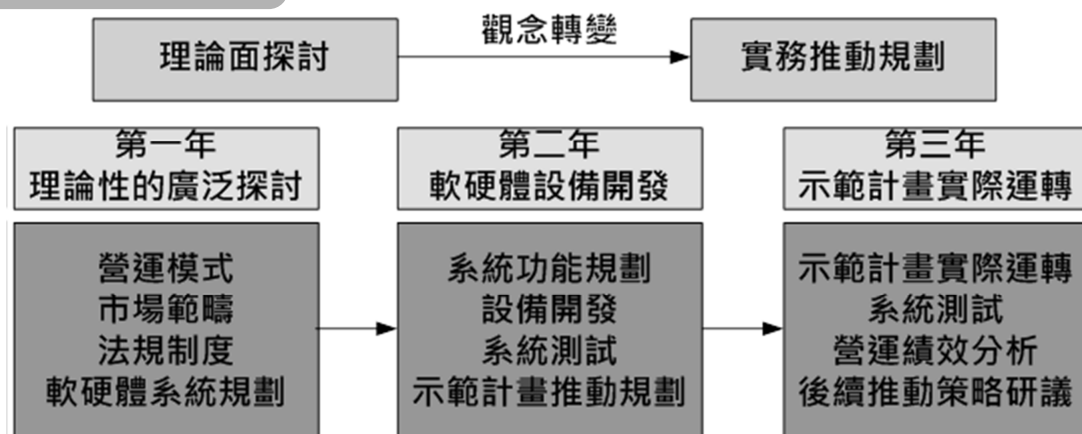 理論面探討
觀念轉變
實務推動規劃
第一年
理論性的廣泛探討
第二年
軟硬體設備開發
第三年
示範計畫實際運轉
營運模式
市場範疇
法規制度
軟硬體系統規劃
系統功能規劃
設備開發
系統測試
示範計畫推動規劃
示範計畫實際運轉
系統測試
營運績效分析
後續推動策略研議